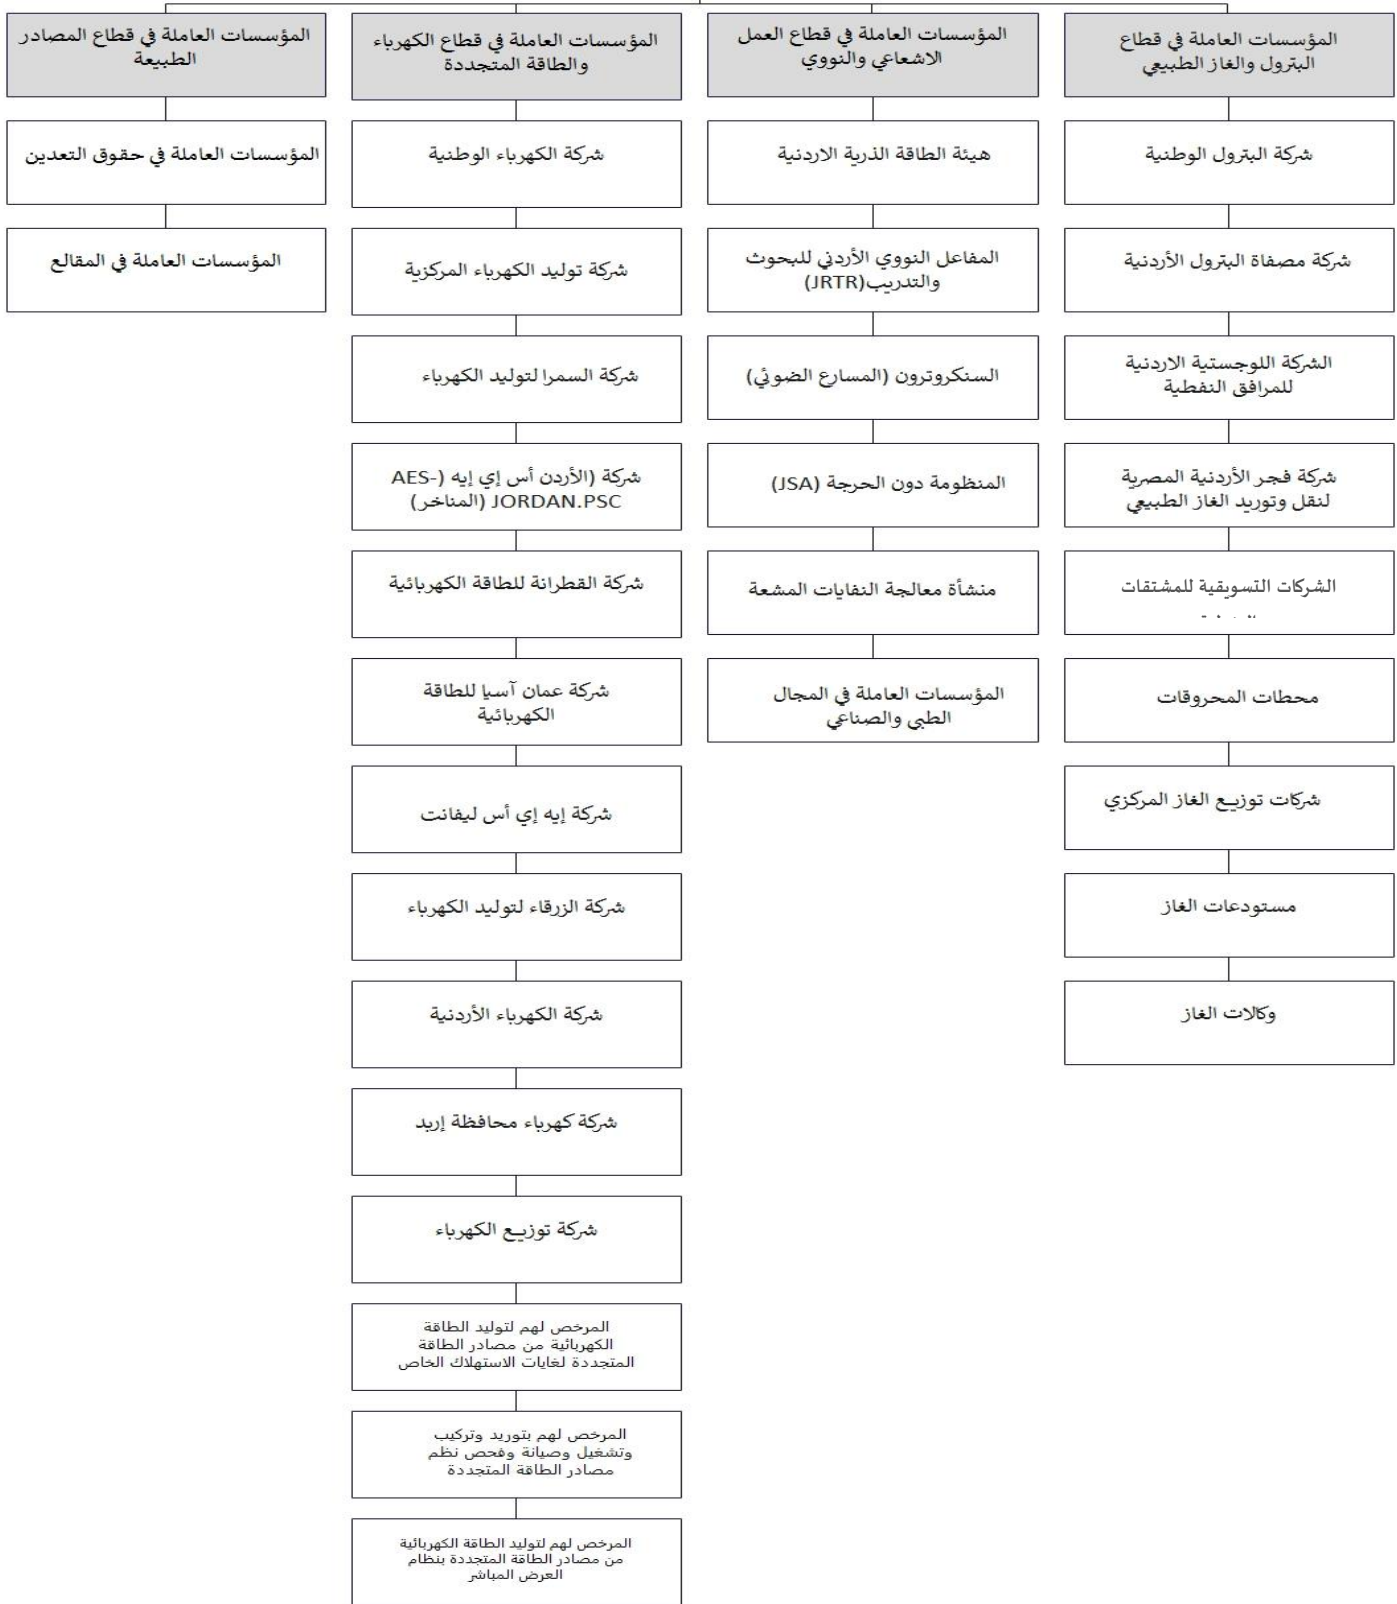 المؤسسات العاملة في قطاع
البترول والغاز الطبيعي
شركة البترول الوطنية
شركة مصفاة البترول الأردنية
الشركة اللوجستية الاردنية
للمرافق النفطية
شركة فجر الأردنية المصرية
لنقل وتوريد الغاز الطبيعي
الشركات التسويقية للمشتقات
محطات المحروقات
شركات توزيع الغاز المركزي
مستودعات الغاز
وكالات الغاز
المؤسسات العاملة في قطاع العمل
الاشعاعي والنووي
هيئة الطاقة الذرية الاردنية
المفاعل النووي الأردني للبحوث
والتدريب(JRTR)
السنكروترون (المسارع الضوئي)
المنظومة دون الحرجة (JSA)
منشأة معالجة النفايات المشعة
المؤسسات العاملة في المجال
الطبي والصناعي
المؤسسات العاملة في قطاع الكهرباء
والطاقة المتجددة
شركة الكهرباء الوطنية
شركة توليد الكهرباء المركزية
شركة السمرا لتوليد الكهرباء
شركة (الأردن أس إي إيه (AES-
JORDAN.PSC (المناخر)
شركة القطرانة للطاقة الكهربائية
شركة عمان آسيا للطاقة
الكهربائية
شركة إيه إي أس ليفانت
شركة الزرقاء لتوليد الكهرباء
شركة الكهرباء الأردنية
شركة كهرباء محافظة إربد
شركة توزيع الكهرباء
المرخص لهم لتوليد الطاقة
الكهربائية من مصادر الطاقة
المتجددة لغايات الاستهلاك الخاص
المرخص لهم بتوريد وتركيب
وتشغيل وصيانة وفحص نظم
مصادر الطاقة المتجددة
المرخص لهم لتوليد الطاقة الكهربائية
من مصادر الطاقة المتجددة بنظام
العرض المباشر
المؤسسات العاملة في قطاع المصادر
الطبيعة
المؤسسات العاملة في حقوق التعدين
المؤسسات العاملة في المقالع